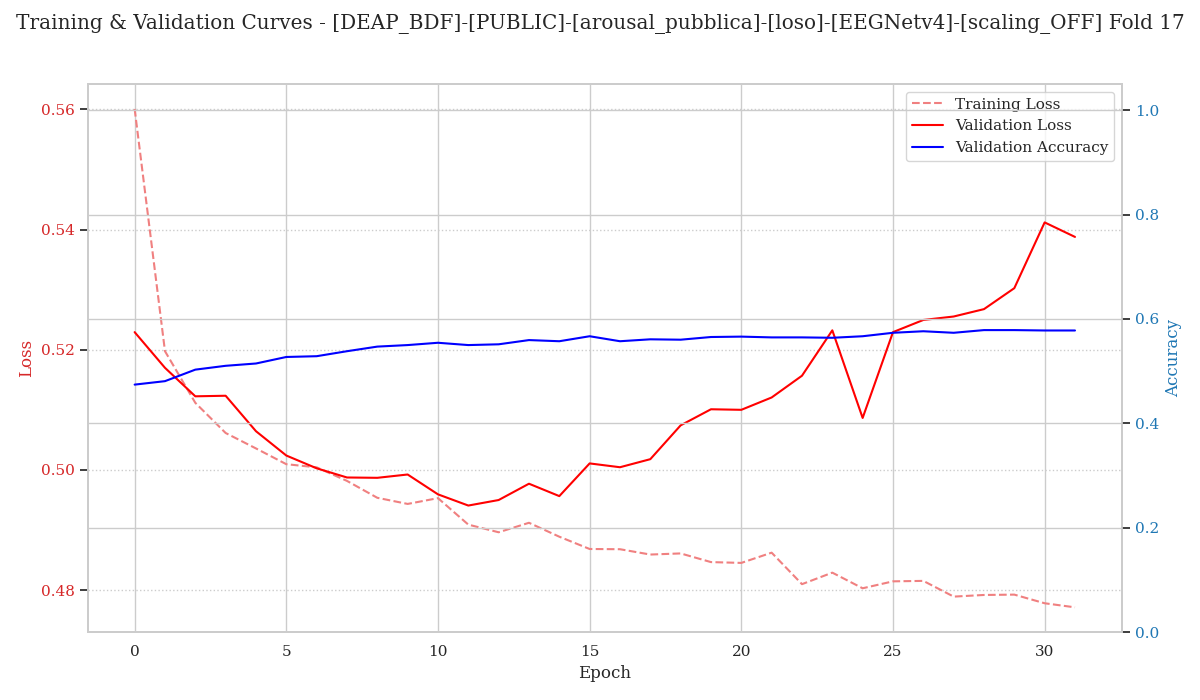 Training & Validation Curves - [DEAP_BDF]-[PUBLIC]-[arousal_pubblica]-[loso]-[EEGNetv4]-[scaling_OFF] Fold 17
Training Loss
Validation Loss
Validation Accuracy
Loss
0.56
0.54
0.52
0.50
0.48
1.0
0.8
0.6
0.4
0.2
0.0
Accuracy
0
5
10
15
20
25
30
Epoch